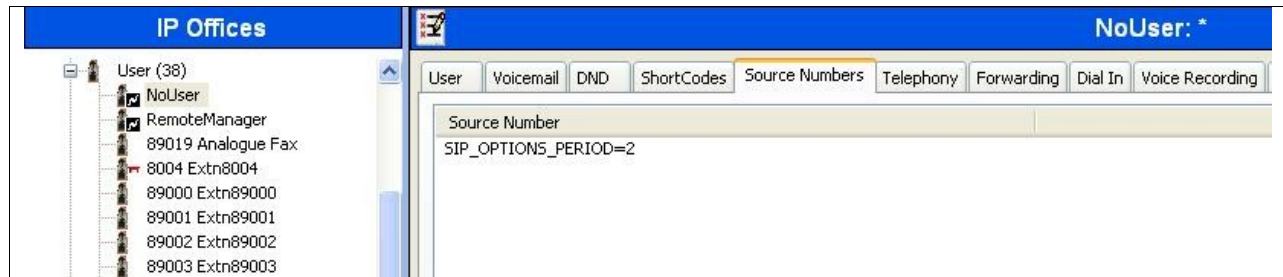 IP Offices
User (38)
NoUser
RemoteManager
89019 Analogue Fax
8004 Extn8004
89000 Extn89000
89001 Extn89001
89002 Extn89002
89003 Extn89003
NoUser: *
User Voicemail DND ShortCodes Source Numbers Telephony Forwarding Dial In Voice Recording
Source Number
SIP_OPTIONS_PERIOD=2